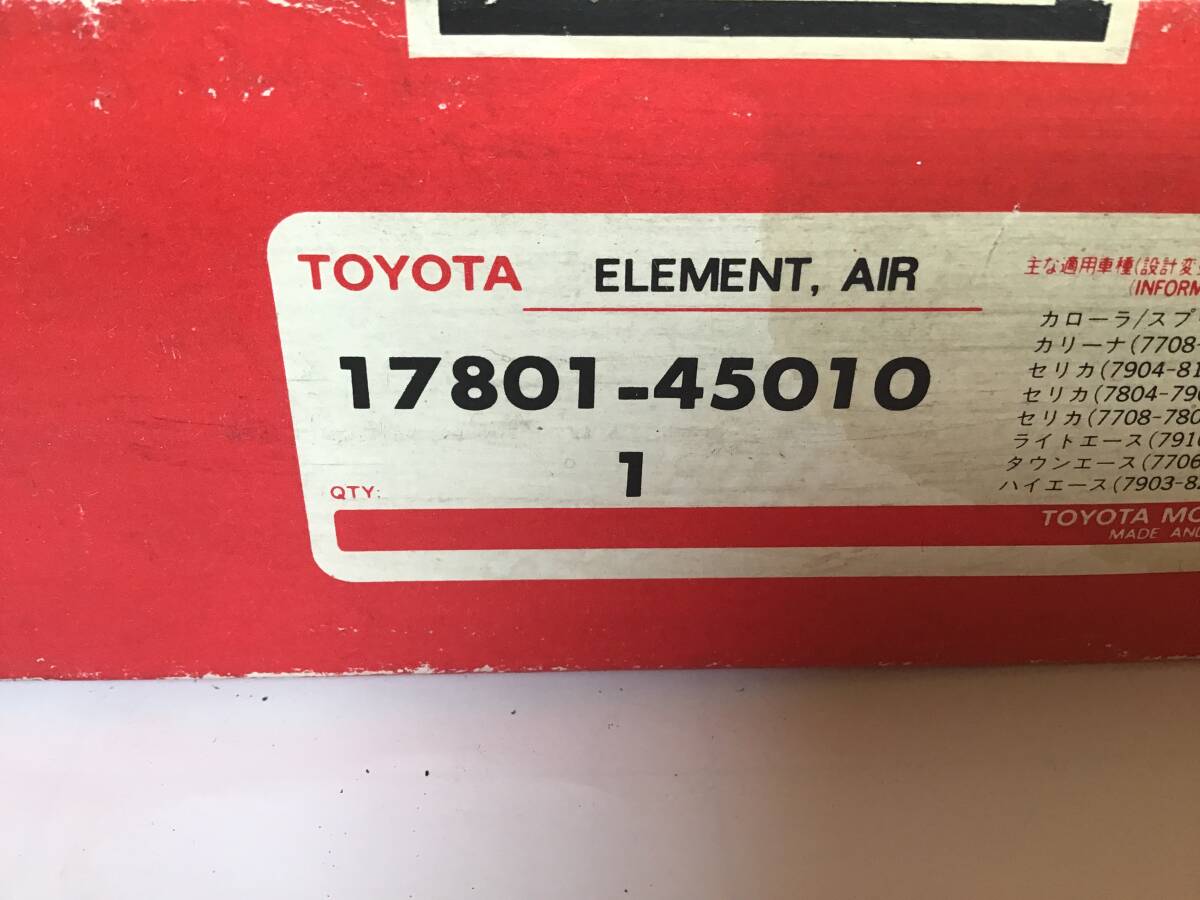 TOYOTA ELEMENT, AIR
17801-45010
QTY: 1
主な適用車種(設計変
(INFORM
カローラ/スプ
カリーナ(7708-
セリカ(7904-81
セリカ(7804-790
セリカ(7708-780
ライトエース(7910
タウンエース(7706
ハイエース(7903-82
TOYOTA MO
MADE AND